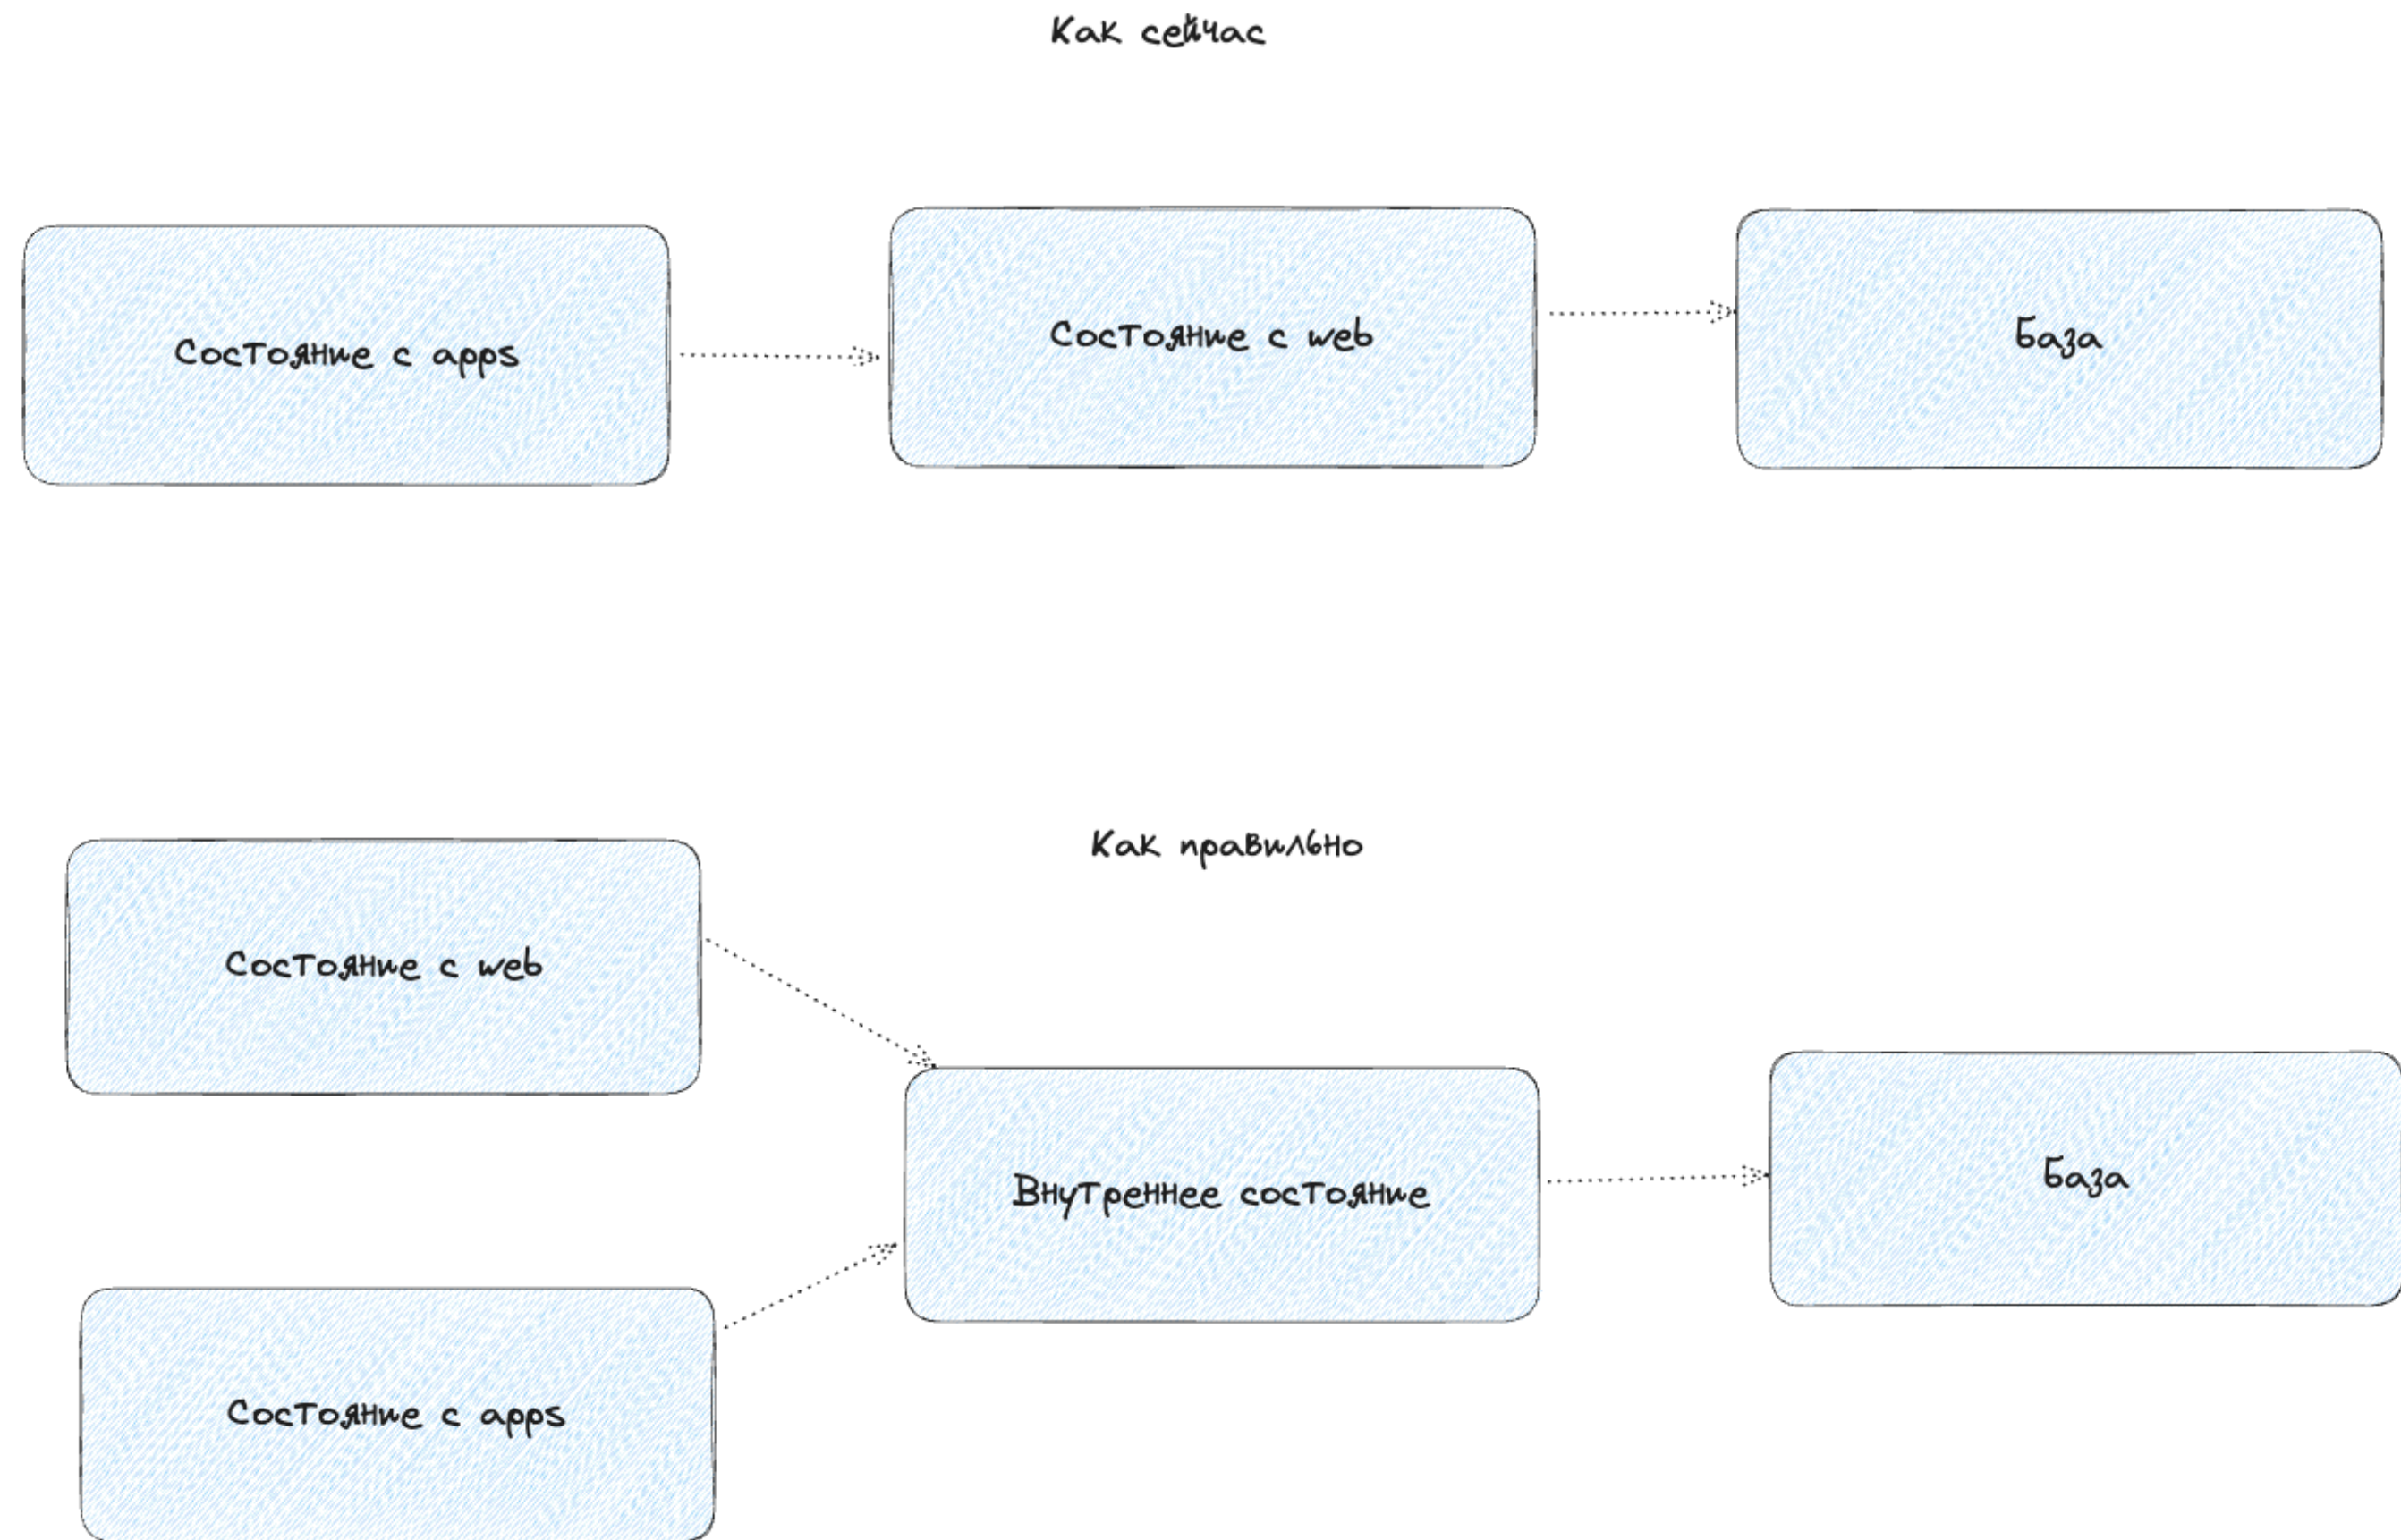 Как сейчас
Состояние с apps
Состояние с web
База
Как правильно
Состояние с web
Внутреннее состояние
База
Состояние с apps